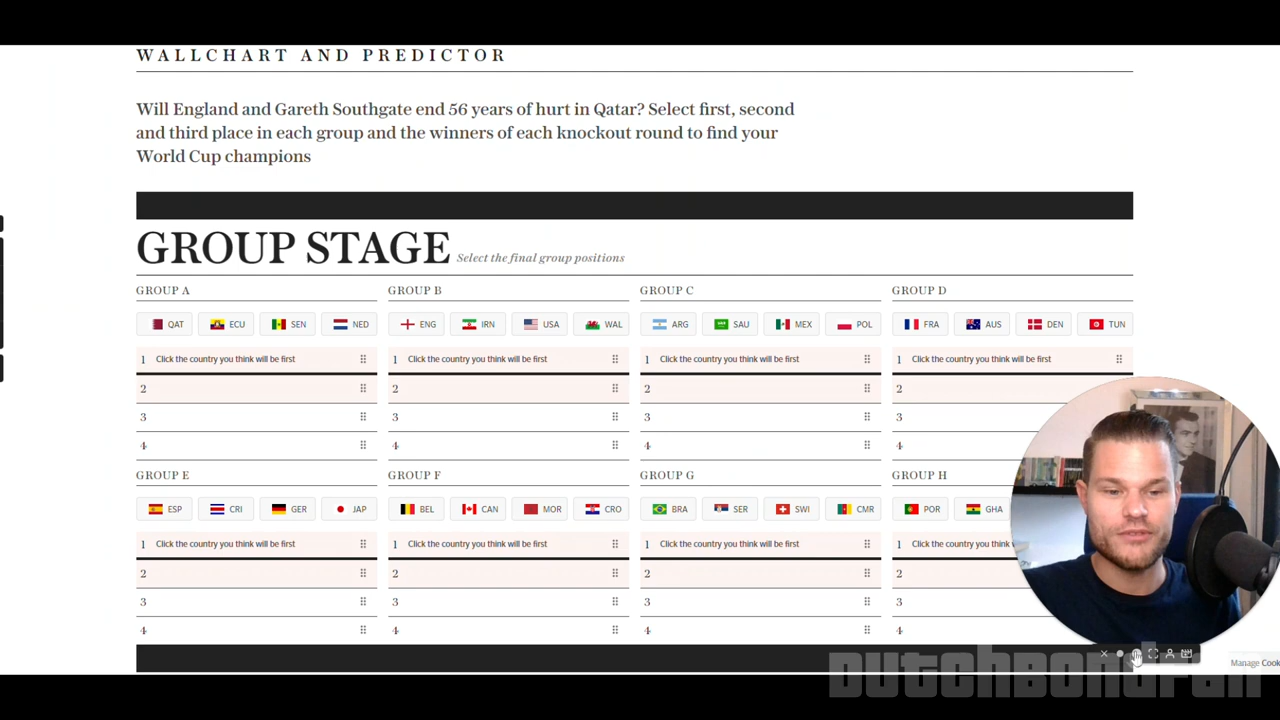 WALLCHART AND PREDICTOR
Will England and Gareth Southgate end 56 years of hurt in Qatar? Select first, second
and third place in each group and the winners of each knockout round to find your
World Cup champions
GROUP STAGE Select the final group positions
GROUP A GROUP B GROUP C GROUP D
QAT ECU SEN NED ENG IRN USA WAL ARG SAU MEX POL FRA AUS DEN TUN
1 Click the country you think will be first 1 Click the country you think will be first 1 Click the country you think will be first 1 Click the country you think will be first
2 2 2 2
3 3 3 3
4 4 4 4
GROUP E GROUP F GROUP G GROUP H
ESP CRI GER JAP BEL CAN MOR CRO BRA SER SWI CMR POR GHA
1 Click the country you think will be first 1 Click the country you think will be first 1 Click the country you think will be first 1 Click the country you think
2 2 2 2
3 3 3 3
4 4 4 4
Manage Cook
DutchBondFan